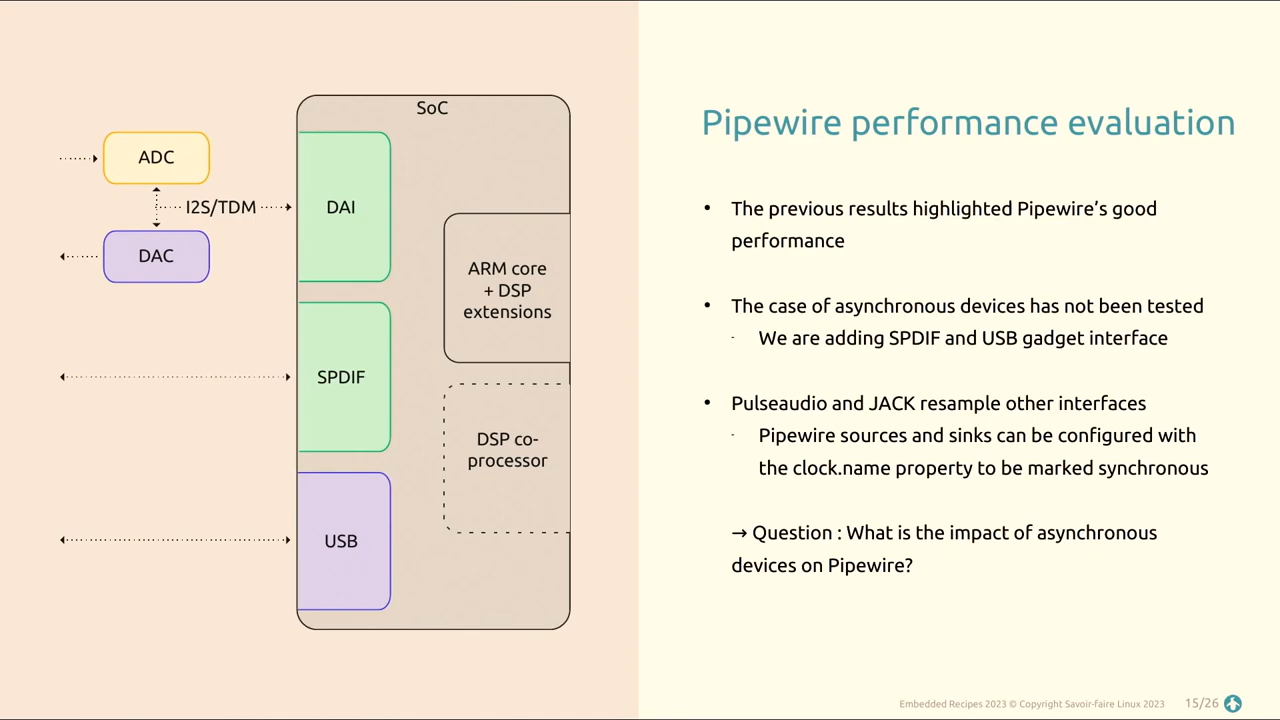 SoC
ADC
I2S/TDM
DAC
DAI
ARM core
+ DSP
extensions
SPDIF
DSP co-
processor
USB
Pipewire performance evaluation
• The previous results highlighted Pipewire’s good
performance
• The case of asynchronous devices has not been tested
- We are adding SPDIF and USB gadget interface
• Pulseaudio and JACK resample other interfaces
- Pipewire sources and sinks can be configured with
the clock.name property to be marked synchronous
→ Question : What is the impact of asynchronous
devices on Pipewire?
Embedded Recipes 2023 © Copyright Savoir-faire Linux 2023
15/26